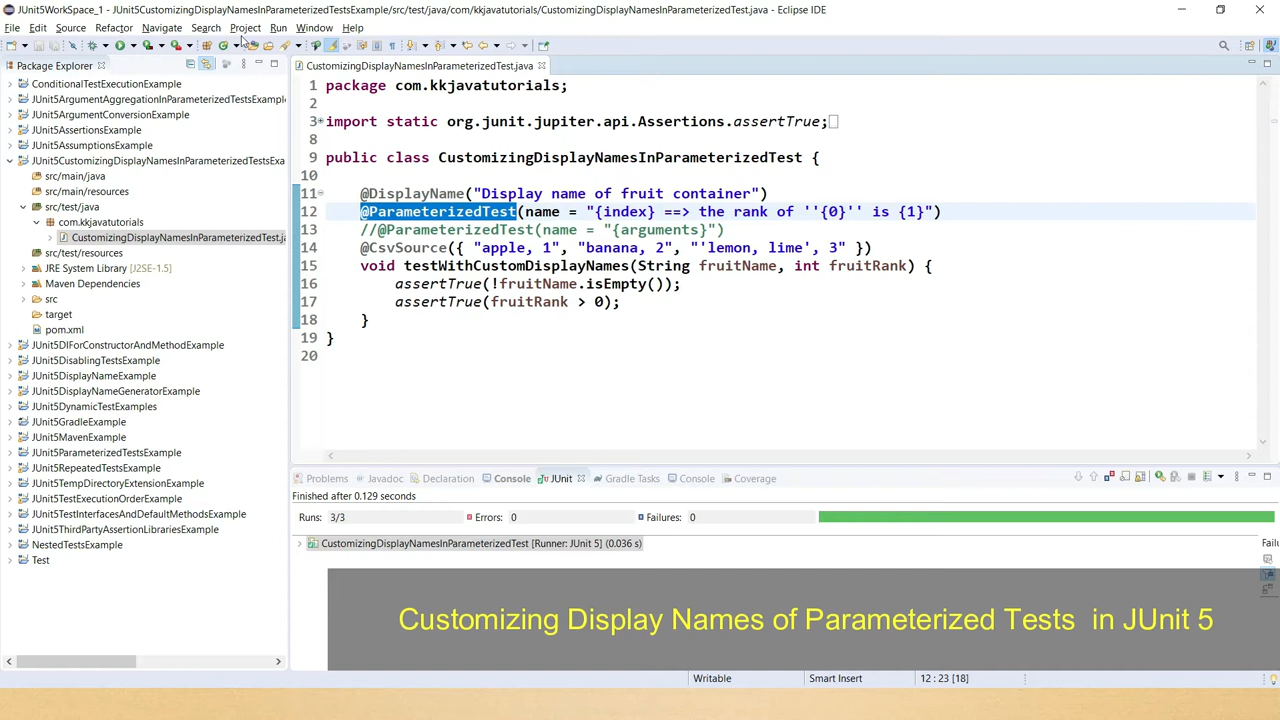 JUnit5WorkSpace_1 - JUnit5CustomizingDisplayNamesInParameterizedTestsExample/src/test/java/com/kkjavatutorials/CustomizingDisplayNamesInParameterizedTest.java - Eclipse IDE
File Edit Source Refactor Navigate Search Project Run Window Help
Package Explorer
ConditionalTestExecutionExample
JUnit5ArgumentAggregationInParameterizedTestsExampl
JUnit5ArgumentConversionExample
JUnit5AssertionsExample
JUnit5AssumptionsExample
JUnit5CustomizingDisplayNamesInParameterizedTestsExa
src/main/java
src/main/resources
src/test/java
com.kkjavatutorials
CustomizingDisplayNamesInParameterizedTest.ja
src/test/resources
JRE System Library [J2SE-1.5]
Maven Dependencies
src
target
pom.xml
JUnit5DIForConstructorAndMethodExample
JUnit5DisablingTestsExample
JUnit5DisplayNameExample
JUnit5DisplayNameGeneratorExample
JUnit5DynamicTestExamples
JUnit5GradleExample
JUnit5MavenExample
JUnit5ParameterizedTestsExample
JUnit5RepeatedTestsExample
JUnit5TempDirectoryExtensionExample
JUnit5TestExecutionOrderExample
JUnit5TestInterfacesAndDefaultMethodsExample
JUnit5ThirdPartyAssertionLibrariesExample
NestedTestsExample
Test
CustomizingDisplayNamesInParameterizedTest.java
1 package com.kkjavatutorials;
2
3 import static org.junit.jupiter.api.Assertions.assertTrue;
8
9 public class CustomizingDisplayNamesInParameterizedTest {
10
11 @DisplayName("Display name of fruit container")
12 @ParameterizedTest(name = "{index} ==> the rank of ''{0}'' is {1}")
13 //@ParameterizedTest(name = "{arguments}")
14 @CsvSource({ "apple, 1", "banana, 2", "'lemon, lime', 3" })
15 void testWithCustomDisplayNames(String fruitName, int fruitRank) {
16 assertTrue(!fruitName.isEmpty());
17 assertTrue(fruitRank > 0);
18 }
19 }
20
Problems Javadoc Declaration Console JUnit Gradle Tasks Console Coverage
Finished after 0.129 seconds
Runs: 3/3 Errors: 0 Failures: 0
CustomizingDisplayNamesInParameterizedTest [Runner: JUnit 5] (0.036 s)
Failu
Customizing Display Names of Parameterized Tests in JUnit 5
Writable Smart Insert 12 : 23 [18]